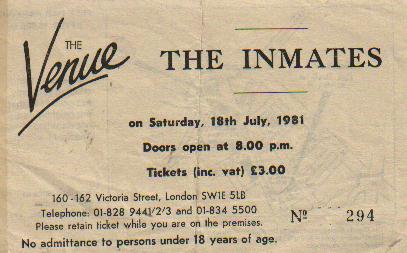 THE
Venue
THE INMATES
on Saturday, 18th July, 1981
Doors open at 8.00 p.m.
Tickets (inc. vat) £3.00
160-162 Victoria Street, London SW1E 5LB
Telephone: 01-828 9441/2/3 and 01-834 5500
Please retain ticket while you are on the premises.
Nº 294
No admittance to persons under 18 years of age.